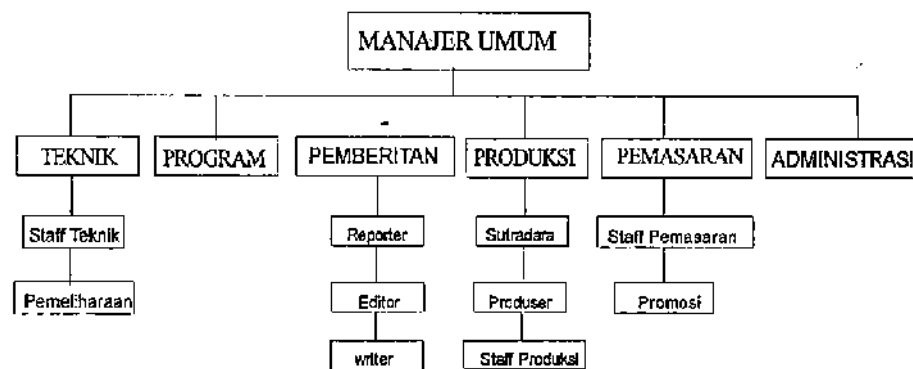 MANAJER UMUM
TEKNIK PROGRAM PEMBERITAN PRODUKSI PEMASARAN ADMINISTRASI
Staff Teknik Reporter Sutradara Staff Pemasaran
Pemeliharaan Editor Produser Promosi
writer Staff Produksi